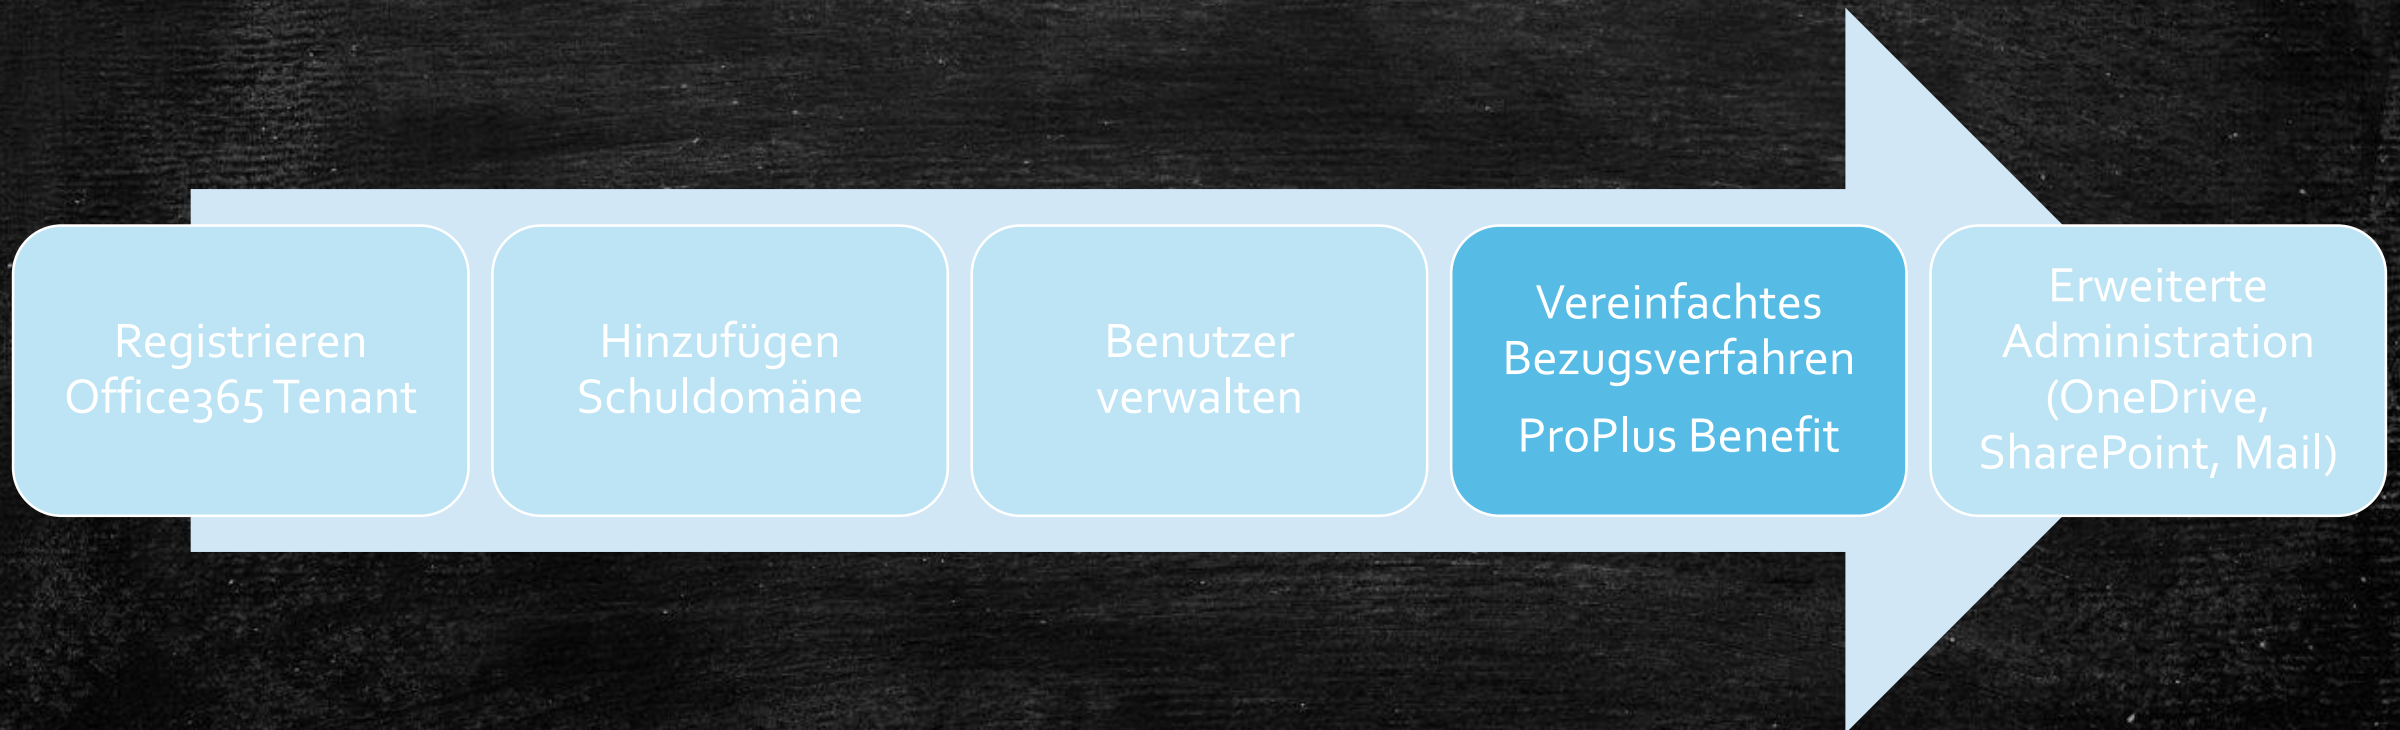 Registrieren
Office365 Tenant
Hinzufügen
Schuldomäne
Benutzer
verwalten
Vereinfachtes
Bezugsverfahren
ProPlus Benefit
Erweiterte
Administration
(OneDrive,
SharePoint, Mail)